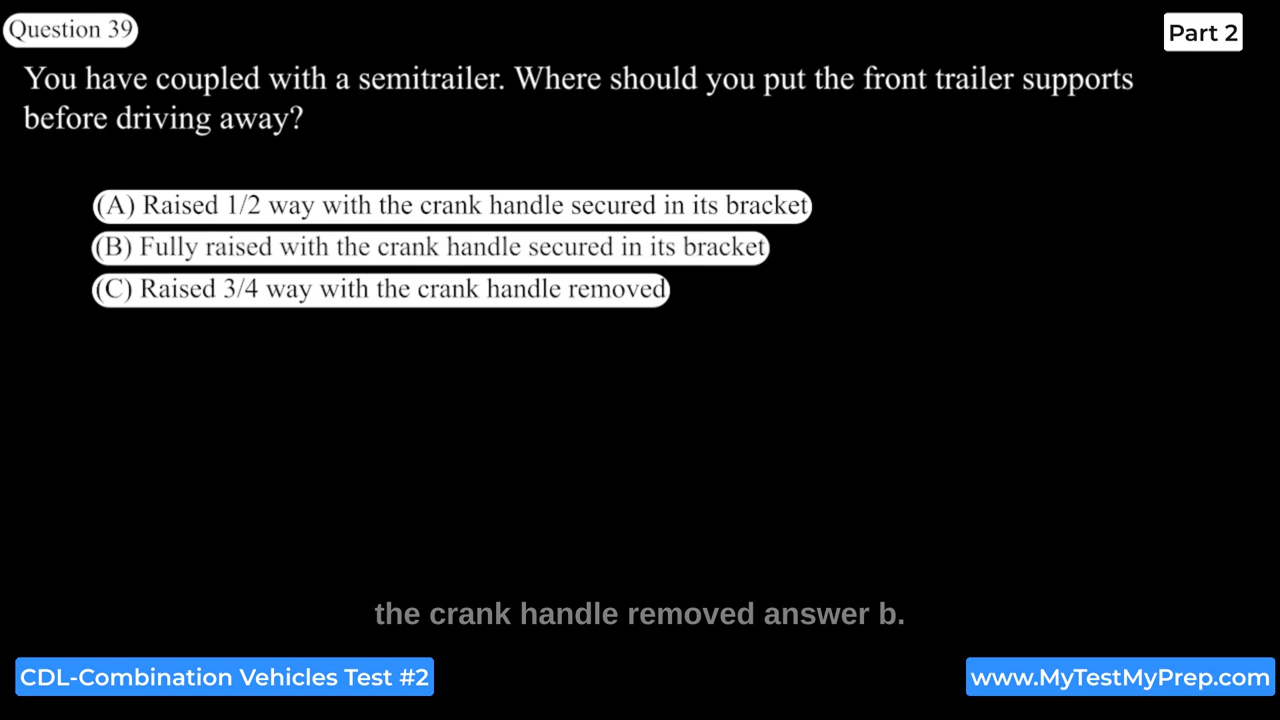 Question 39
Part 2
You have coupled with a semitrailer. Where should you put the front trailer supports
before driving away?
(A) Raised 1/2 way with the crank handle secured in its bracket
(B) Fully raised with the crank handle secured in its bracket
(C) Raised 3/4 way with the crank handle removed
the crank handle removed answer b.
CDL-Combination Vehicles Test #2
www.MyTestMyPrep.com